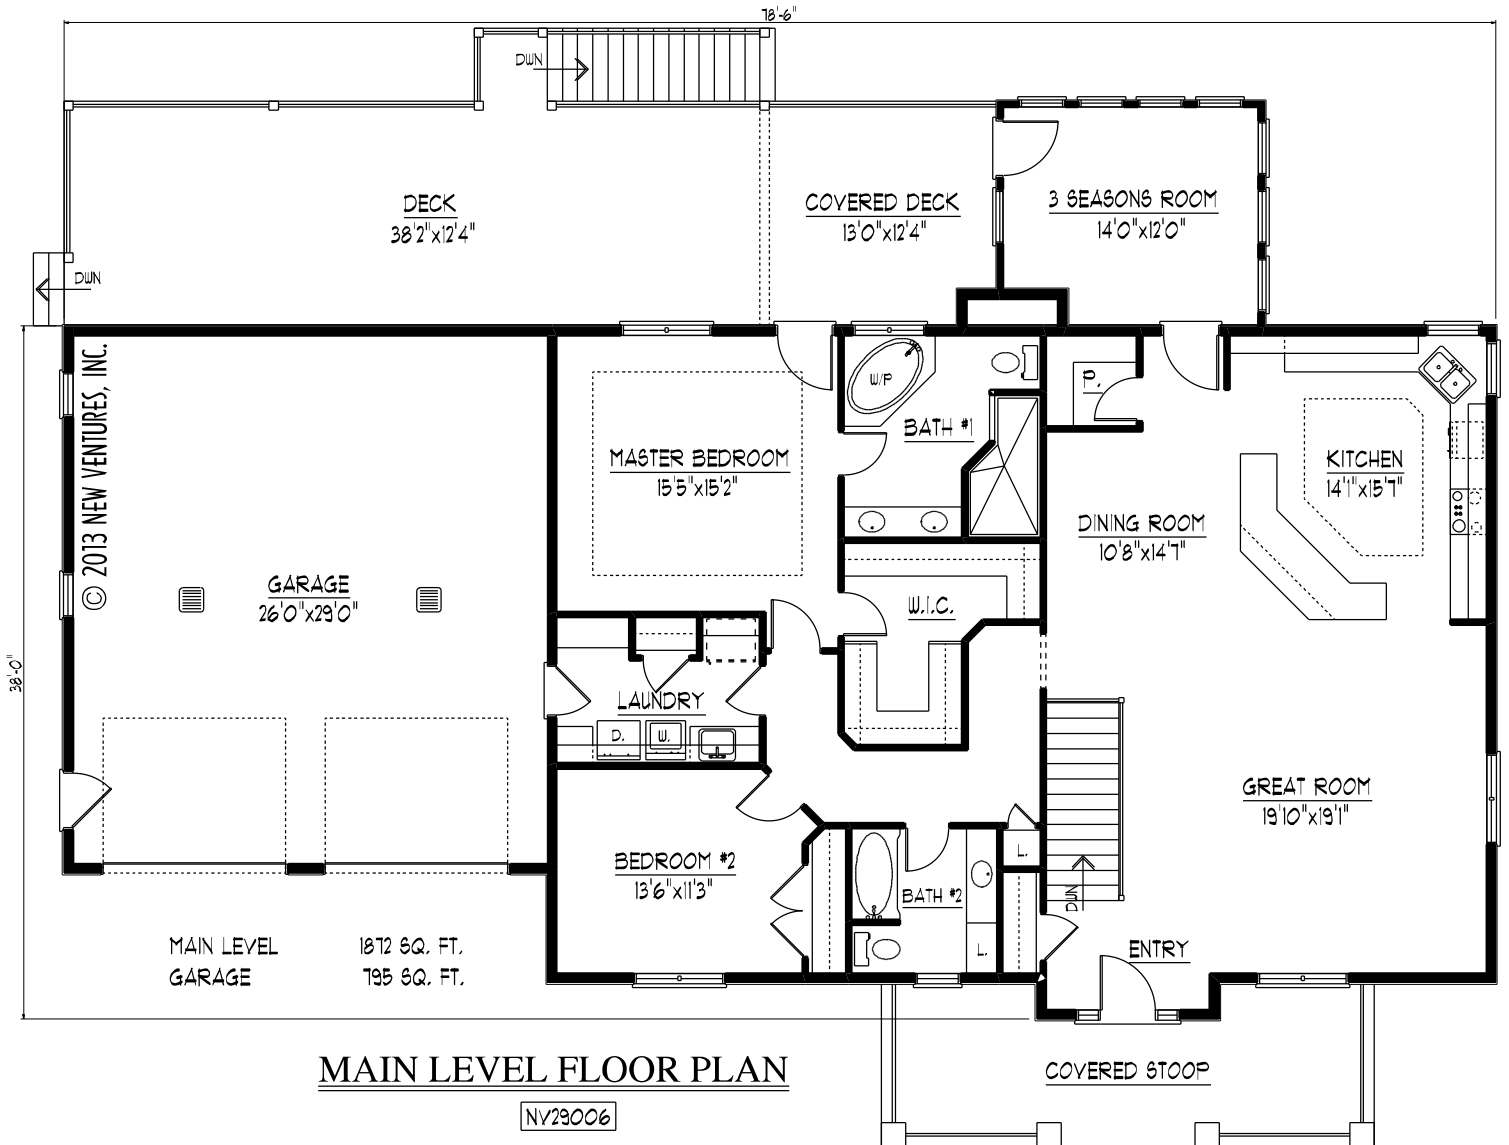 78'-6"
DWN
DECK
38'2"x12'4"
COVERED DECK
13'0"x12'4"
3 SEASONS ROOM
14'0"x12'0"
DWN
© 2013 NEW VENTURES, INC.
W/P
P.
BATH #1
MASTER BEDROOM
15'5"x15'2"
KITCHEN
14'1"x15'7"
DINING ROOM
10'8"x14'7"
GARAGE
26'0"x29'0"
W.I.C.
38'-0"
LAUNDRY
D.
W.
GREAT ROOM
19'10"x19'1"
BEDROOM #2
13'6"x11'3"
L.
BATH #2
DWN
L.
ENTRY
MAIN LEVEL 1872 SQ. FT.
GARAGE 795 SQ. FT.
MAIN LEVEL FLOOR PLAN
COVERED STOOP
NV29006